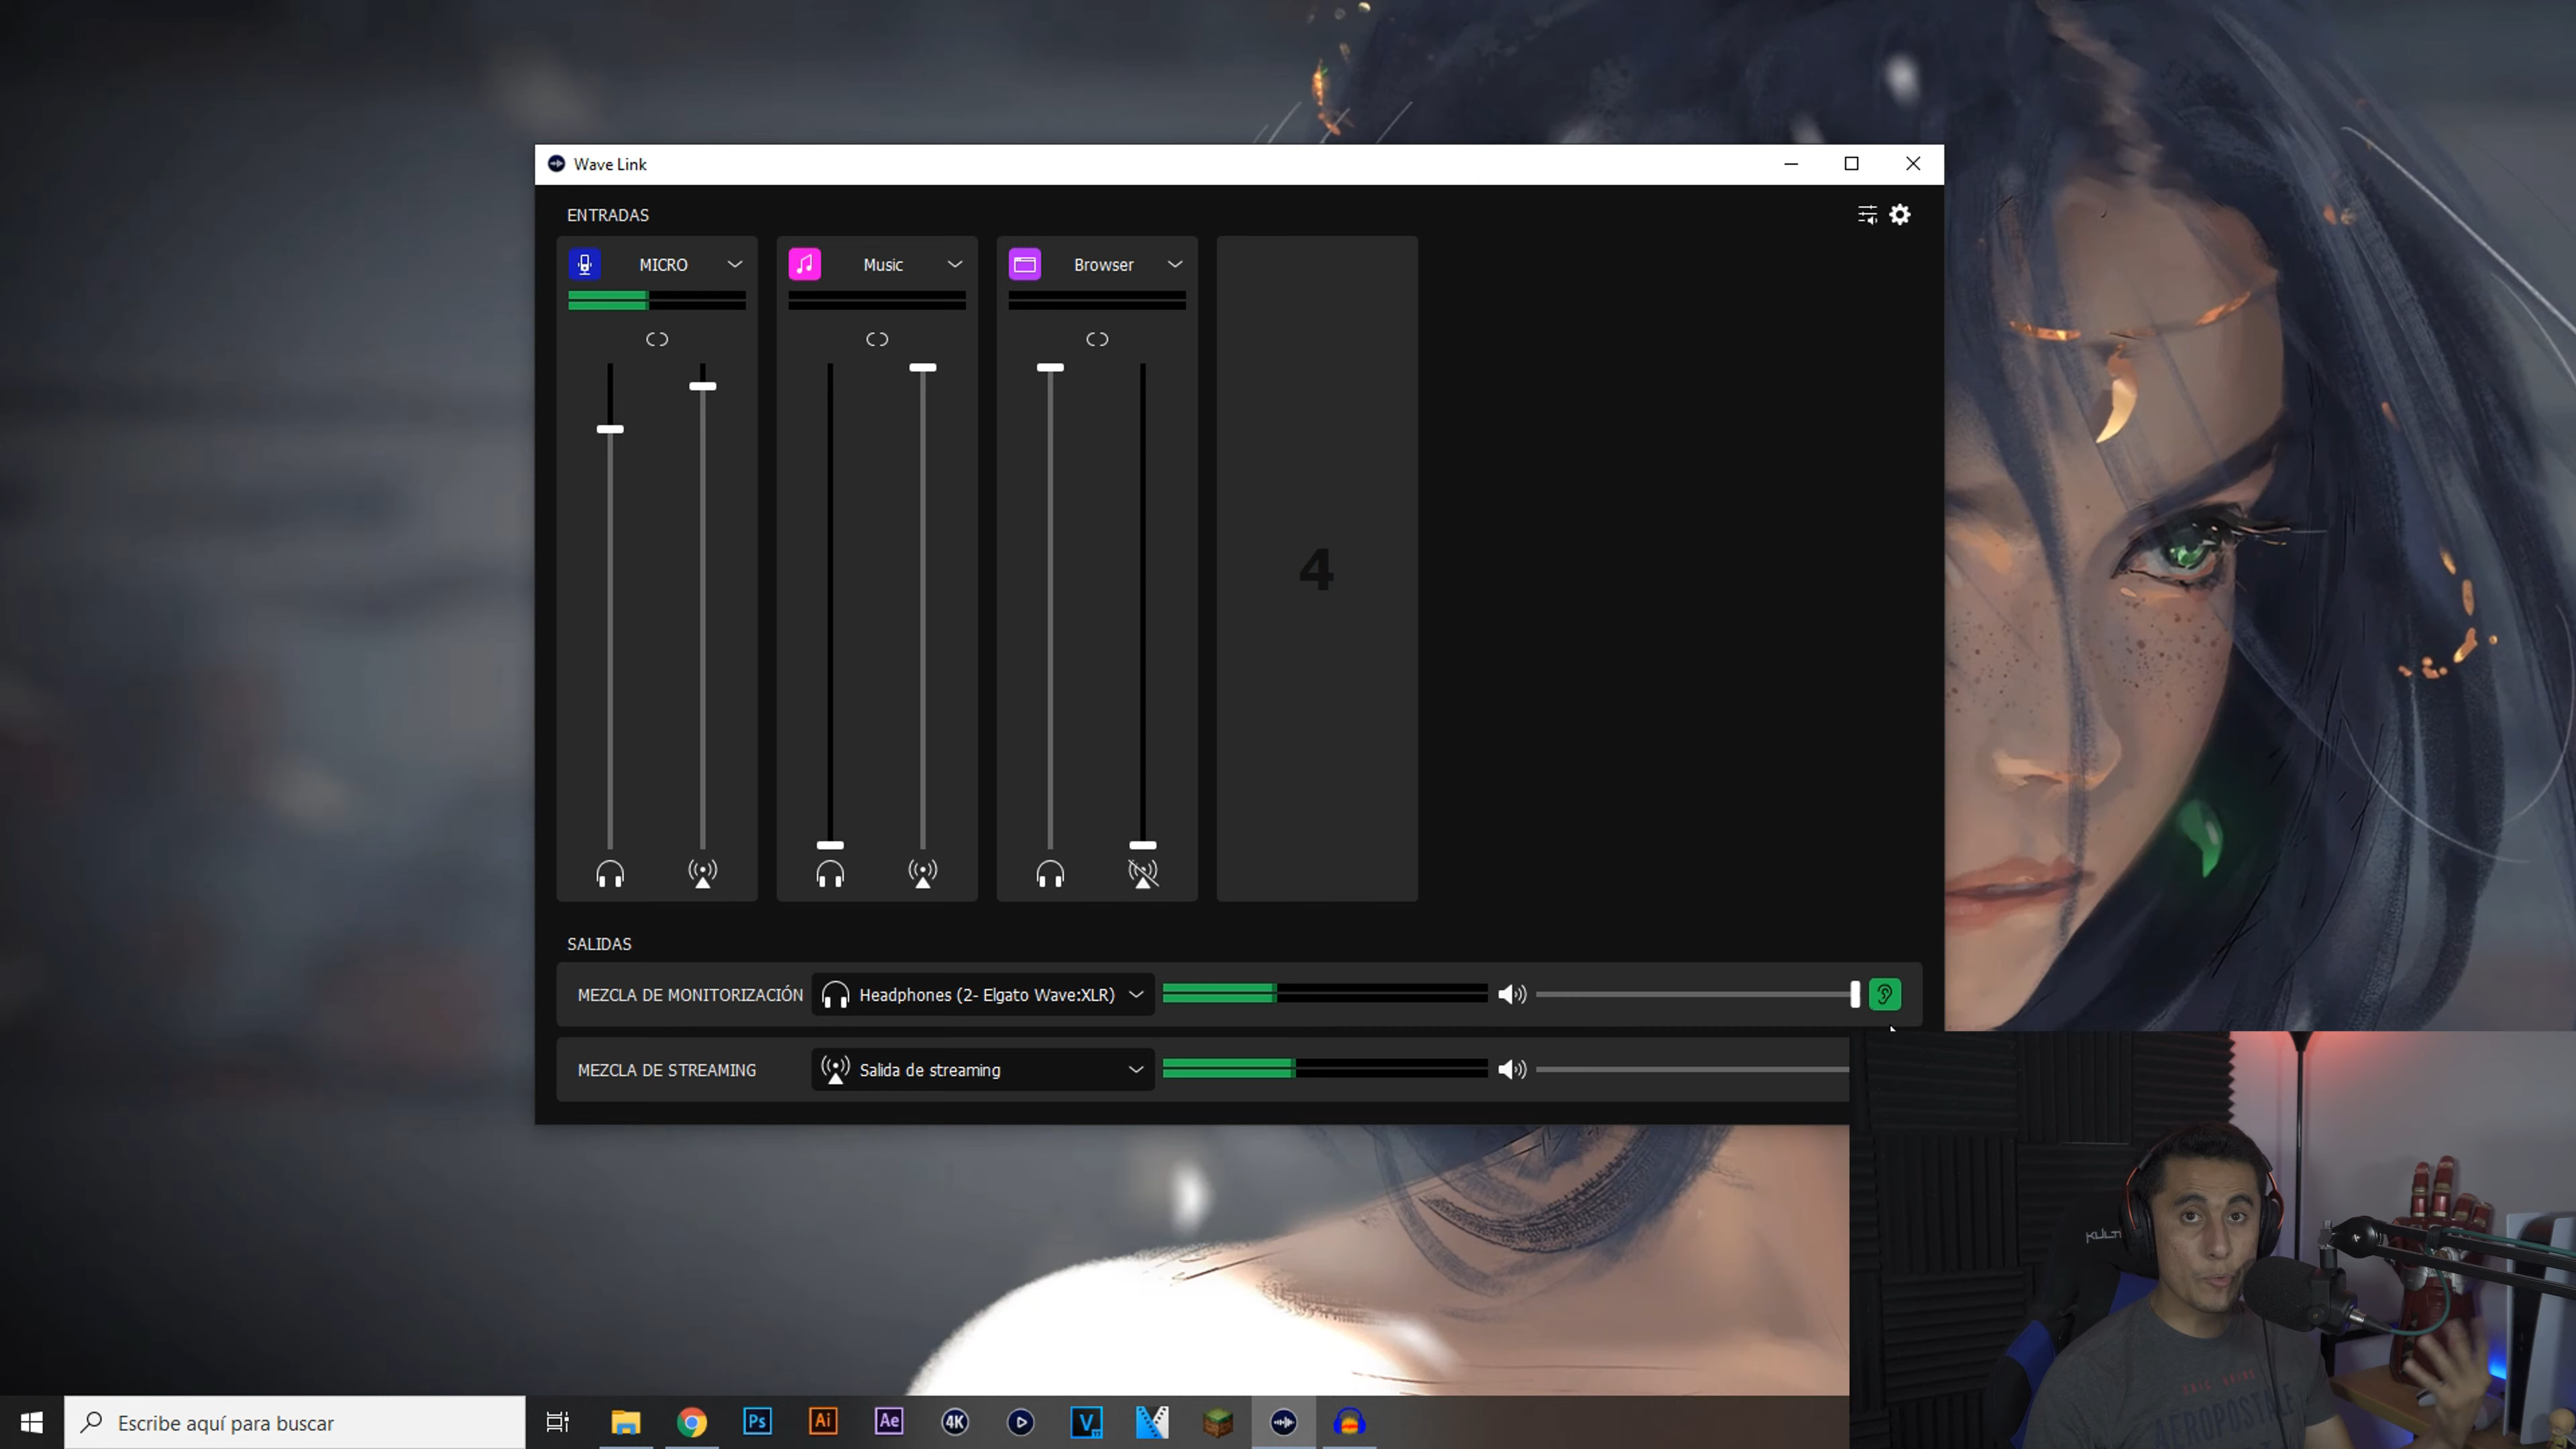 Wave Link
ENTRADAS
MICRO
Music
Browser
4
SALIDAS
MEZCLA DE MONITORIZACIÓN
Headphones (2- Elgato Wave:XLR)
MEZCLA DE STREAMING
Salida de streaming
Escribe aquí para buscar
Ps
Ai
Ae
4K
V
AEROPOSTALE